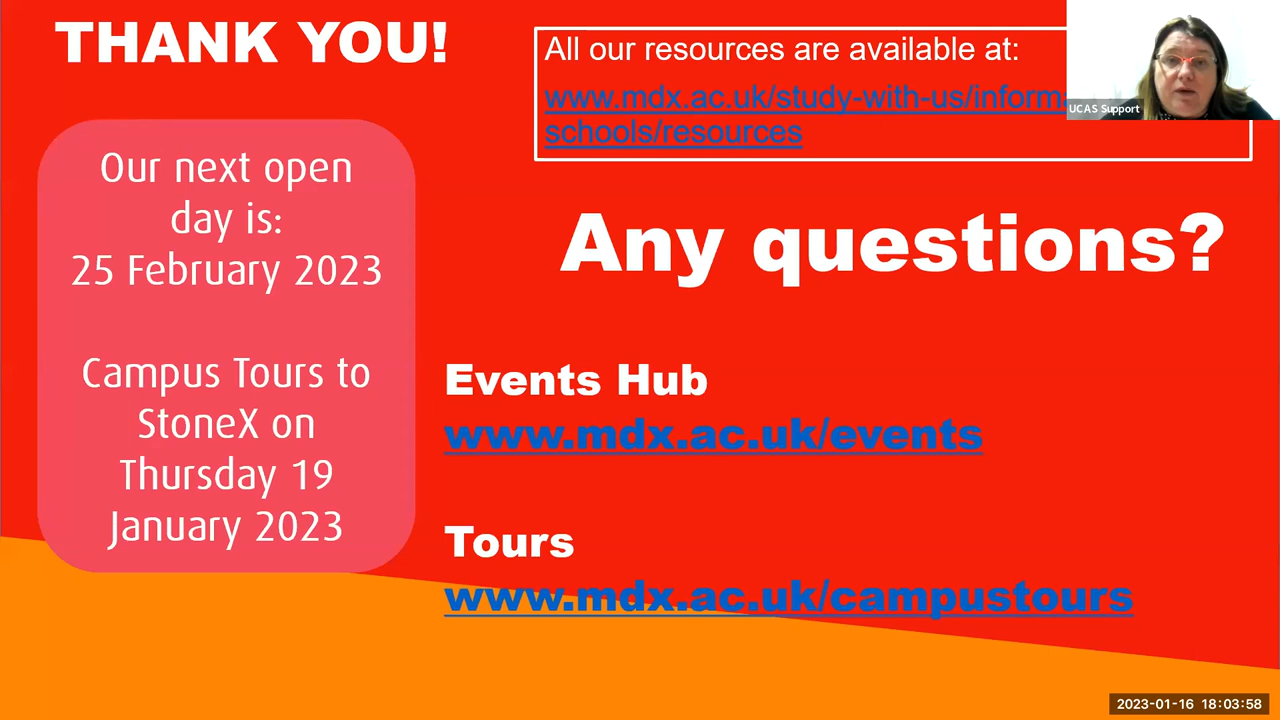 THANK YOU!
All our resources are available at:
www.mdx.ac.uk/study-with-us/inform-
schools/resources
UCAS Support
Our next open
day is:
25 February 2023
Campus Tours to
StoneX on
Thursday 19
January 2023
Any questions?
Events Hub
www.mdx.ac.uk/events
Tours
www.mdx.ac.uk/campustours
2023-01-16 18:03:58